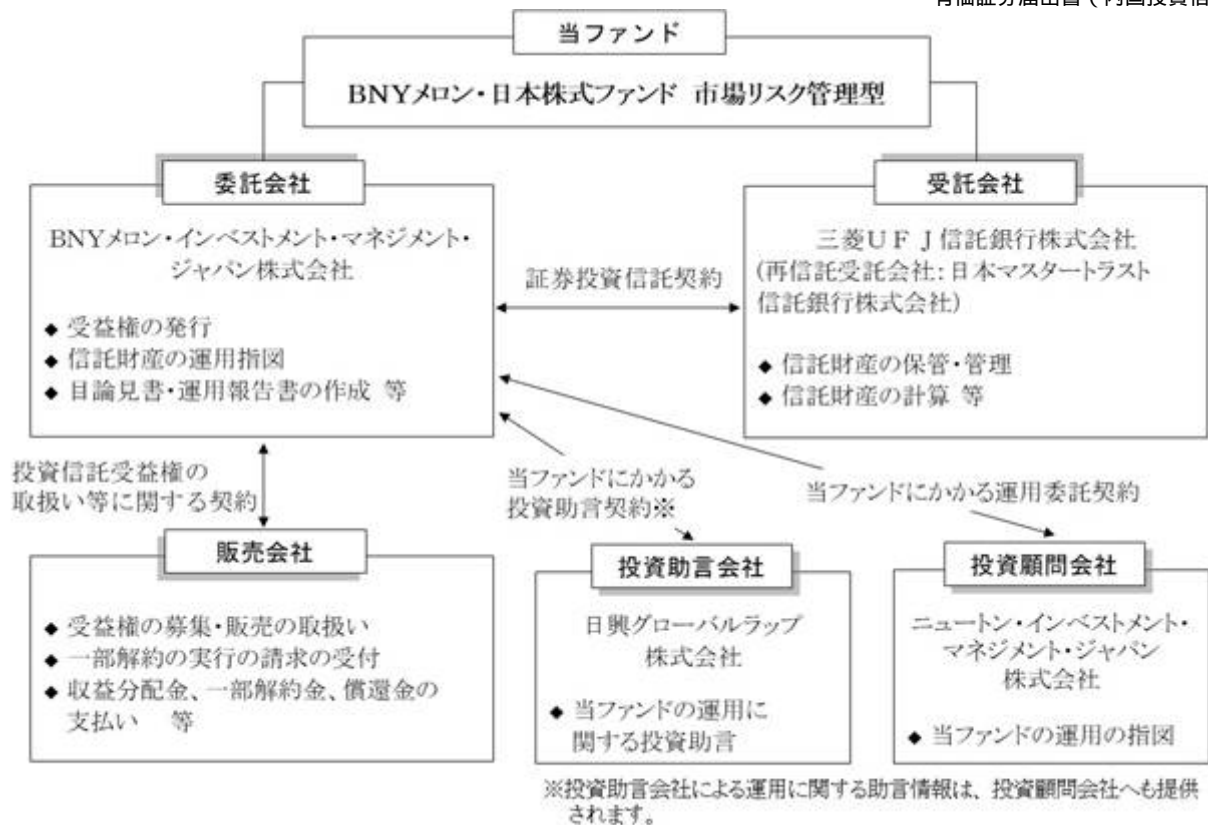 当ファンド
BNYメロン・日本株式ファンド 市場リスク管理型
委託会社
BNYメロン・インベストメント・マネジメント・
ジャパン株式会社
◆ 受益権の発行
◆ 信託財産の運用指図
◆ 目論見書・運用報告書の作成 等
証券投資信託契約
受託会社
三菱UFJ信託銀行株式会社
(再信託受託会社:日本マスタートラスト
信託銀行株式会社)
◆ 信託財産の保管・管理
◆ 信託財産の計算 等
投資信託受益権の
取扱い等に関する契約
当ファンドにかかる
投資助言契約※
当ファンドにかかる運用委託契約
販売会社
◆ 受益権の募集・販売の取扱い
◆ 一部解約の実行の請求の受付
◆ 収益分配金、一部解約金、償還金の
支払い 等
投資助言会社
日興グローバルラップ
株式会社
◆ 当ファンドの運用に
関する投資助言
投資顧問会社
ニュートン・インベストメント・
マネジメント・ジャパン
株式会社
◆ 当ファンドの運用の指図
※投資助言会社による運用に関する助言情報は、投資顧問会社へも提供
されます。